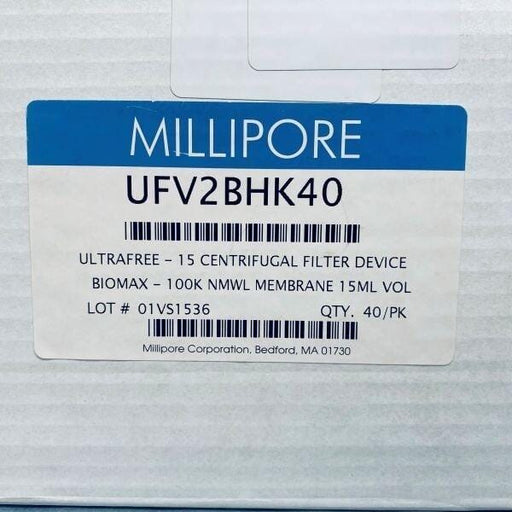 MILLIPORE
UFV2BHK40
ULTRAFREE – 15 CENTRIFUGAL FILTER DEVICE
BIOMAX – 100K NMWL MEMBRANE 15ML VOL
LOT # 01VS1536 QTY. 40/PK
Millipore Corporation, Bedford, MA 01730